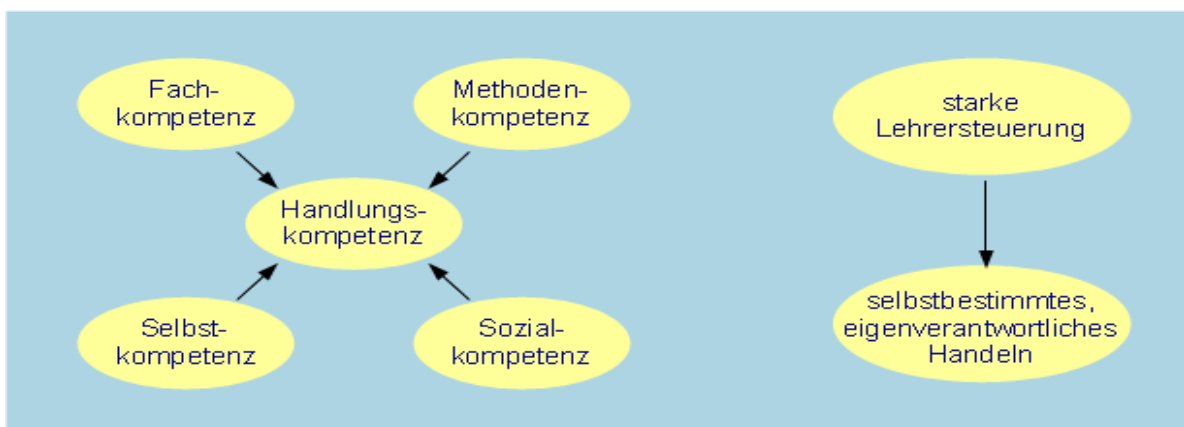 Fach-
kompetenz
Methoden-
kompetenz
Handlungs-
kompetenz
Selbst-
kompetenz
Sozial-
kompetenz
starke
Lehrersteuerung
selbstbestimmtes,
eigenverantwortliches
Handeln